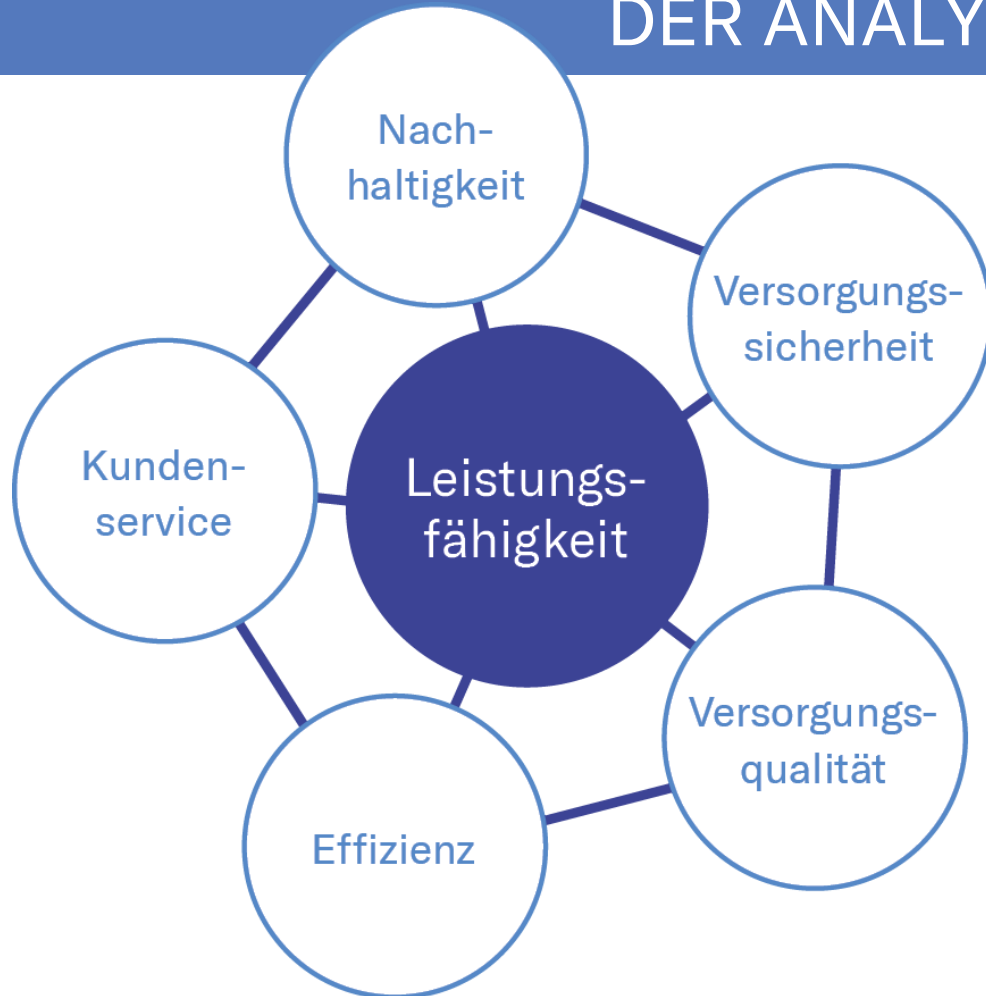 DER ANALY
Nach-
haltigkeit
Versorgungs-
sicherheit
Kunden-
service
Leistungs-
fähigkeit
Versorgungs-
qualität
Effizienz